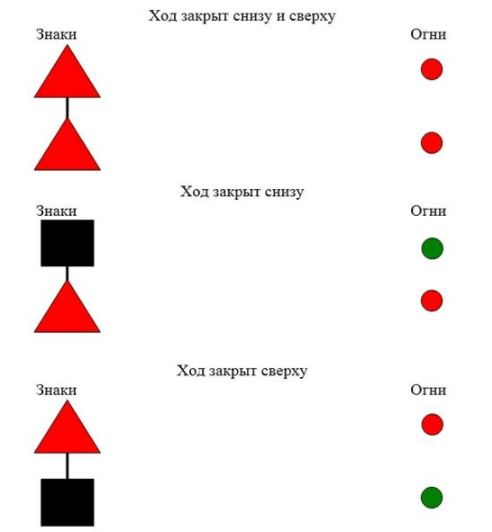 Ход закрыт снизу и сверху
Знаки Огни
Ход закрыт снизу
Знаки Огни
Ход закрыт сверху
Знаки Огни